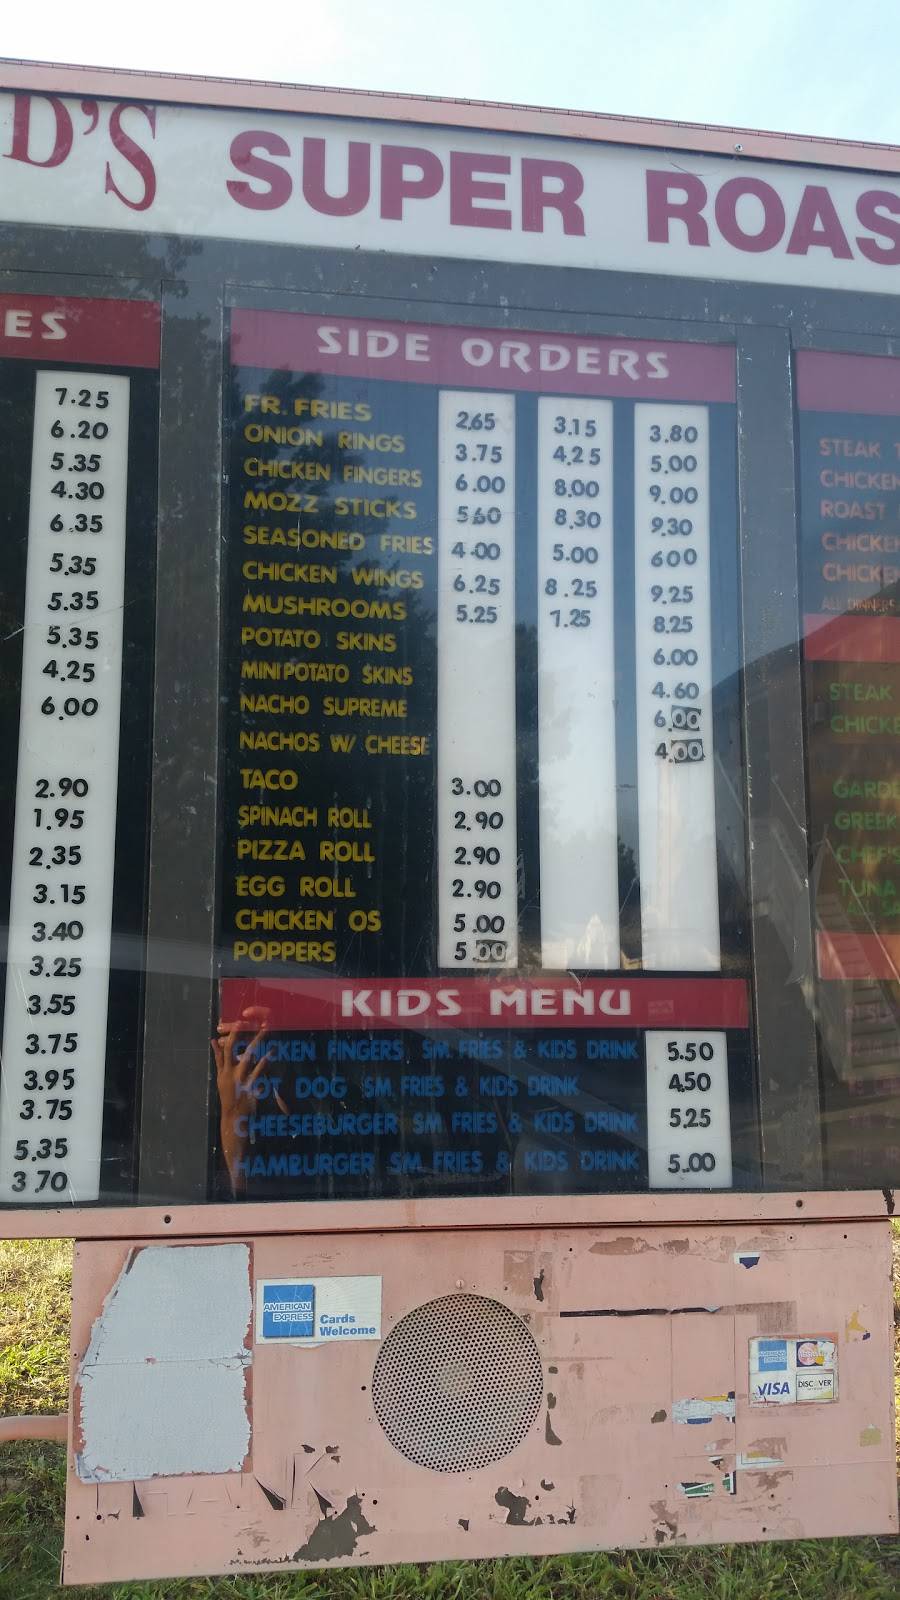 D'S SUPER ROAS
ES
7.25
6.20
5.35
4.30
6.35
5.35
5.35
5.35
4.25
6.00
2.90
1.95
2.35
3.15
3.40
3.25
3.55
3.75
3.95
3.75
5.35
3.70
SIDE ORDERS
FR. FRIES 2.65 3.15 3.80
ONION RINGS 3.75 4.25 5.00
CHICKEN FINGERS 6.00 8.00 9.00
MOZZ STICKS 5.60 8.30 9.30
SEASONED FRIES 4.00 5.00 6.00
CHICKEN WINGS 6.25 8.25 9.25
MUSHROOMS 5.25 7.25 8.25
POTATO SKINS 6.00
MINI POTATO SKINS 4.60
NACHO SUPREME 6.00
NACHOS W/ CHEESE 4.00
TACO 3.00
SPINACH ROLL 2.90
PIZZA ROLL 2.90
EGG ROLL 2.90
CHICKEN OS 5.00
POPPERS 5.00
KIDS MENU
CHICKEN FINGERS SM. FRIES & KIDS DRINK 5.50
HOT DOG SM. FRIES & KIDS DRINK 4.50
CHEESEBURGER SM FRIES & KIDS DRINK 5.25
HAMBURGER SM FRIES & KIDS DRINK 5.00
STEAK T
CHICKEN
ROAST
CHICKE
CHICKE
ALL DINNERS
STEAK
CHICKE
GARDE
GREEK
CHEF'S
TUNA
AMERICAN EXPRESS
Cards
Welcome
AMERICAN EXPRESS
VISA DISCOVER